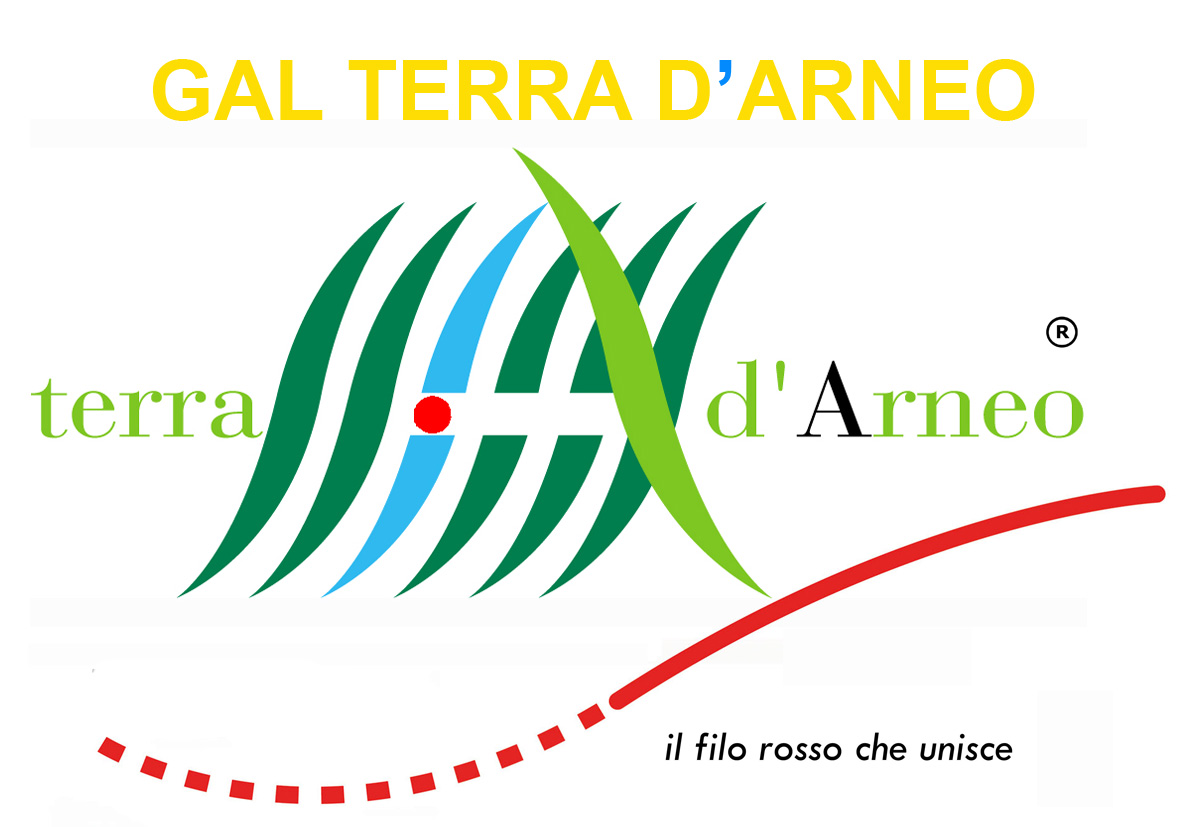 GAL TERRA D’ARNEO
®
terra d'Arneo
il filo rosso che unisce